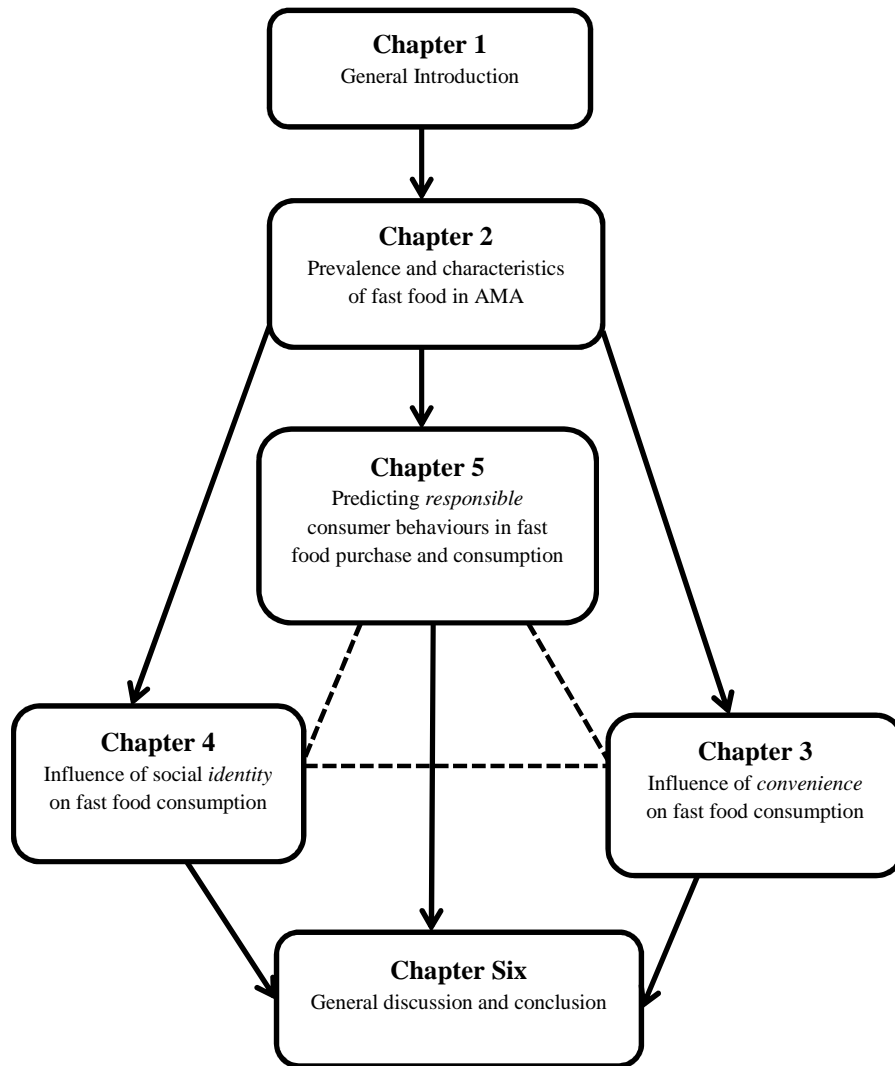 Chapter 1
General Introduction
Chapter 2
Prevalence and characteristics
of fast food in AMA
Chapter 5
Predicting responsible
consumer behaviours in fast
food purchase and consumption
Chapter 4
Influence of social identity
on fast food consumption
Chapter 3
Influence of convenience
on fast food consumption
Chapter Six
General discussion and conclusion